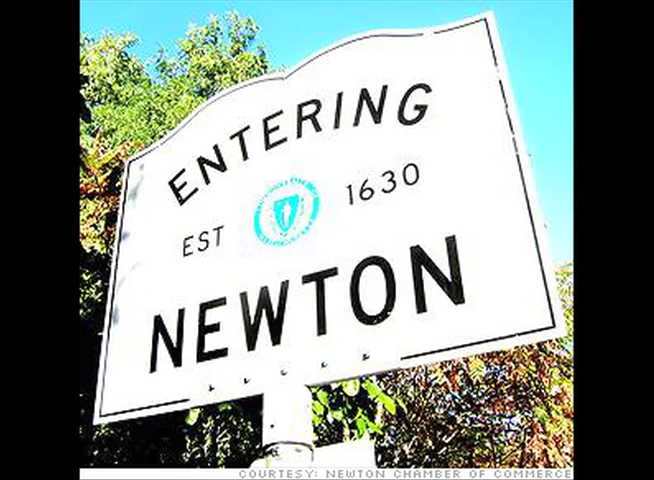 ENTERING
EST 1630
NEWTON
COURTESY: NEWTON CHAMBER OF COMMERCE